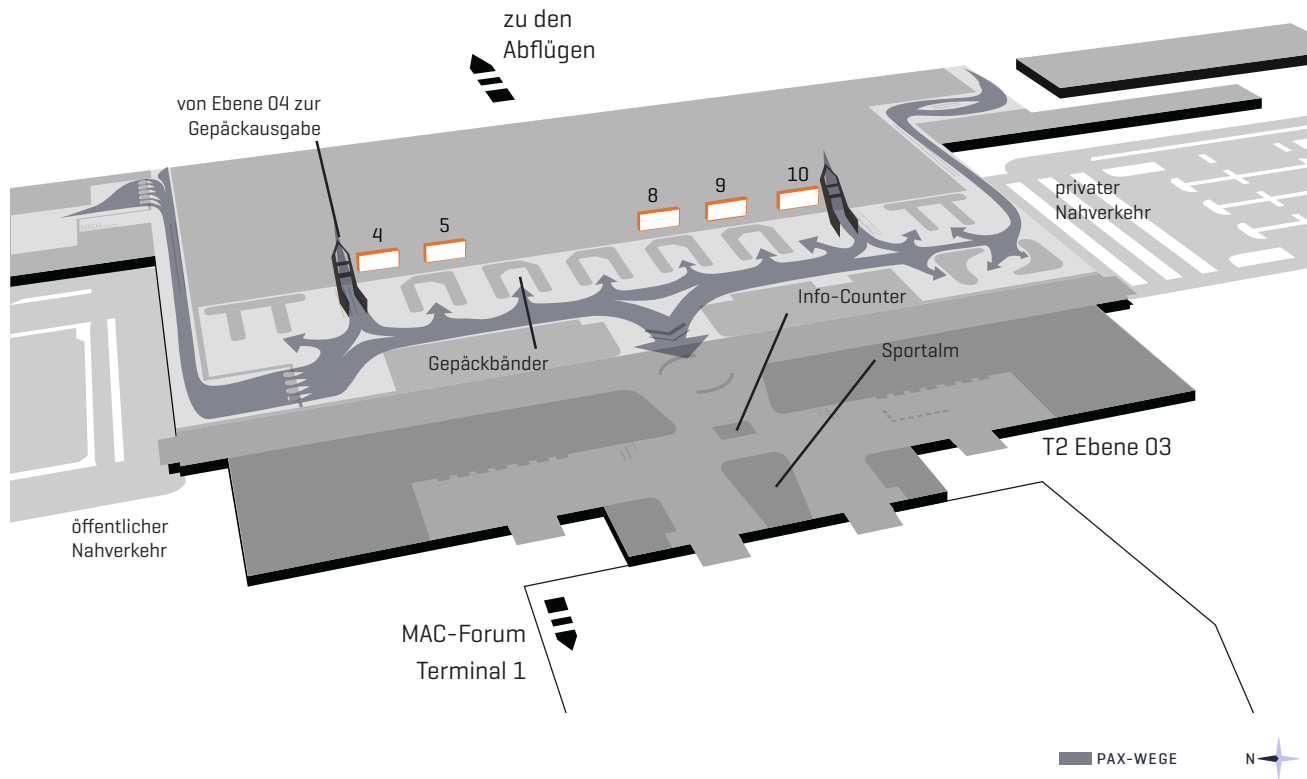 zu den
Abflügen
von Ebene 04 zur
Gepäckausgabe
4
5
8
9
10
privater
Nahverkehr
Info-Counter
Gepäckbänder
Sportalm
T2 Ebene 03
öffentlicher
Nahverkehr
MAC-Forum
Terminal 1
PAX-WEGE
N